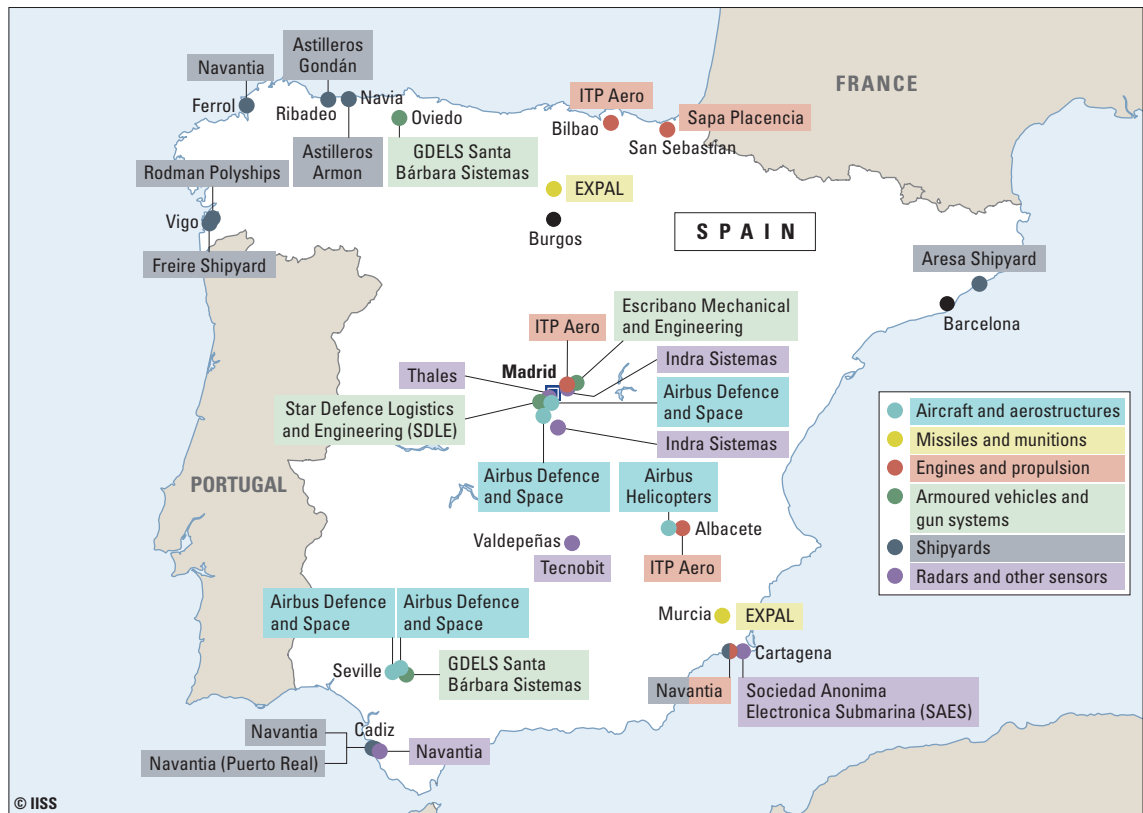 Astilleros
Gondán
Navantia
FRANCE
Ferrol
Ribadeo
Navia
Oviedo
ITP Aero
Bilbao
Sapa Placencia
San Sebastian
Astilleros
Armon
GDELS Santa
Bárbara Sistemas
Rodman Polyships
EXPAL
Vigo
Burgos
SPAIN
Freire Shipyard
Aresa Shipyard
Barcelona
Escribano Mechanical
and Engineering
ITP Aero
Indra Sistemas
Madrid
Thales
Airbus Defence
and Space
Star Defence Logistics
and Engineering (SDLE)
Indra Sistemas
Airbus Defence
and Space
Airbus
Helicopters
PORTUGAL
Albacete
Valdepeñas
Tecnobit
ITP Aero
Aircraft and aerostructures
Missiles and munitions
Engines and propulsion
Armoured vehicles and
gun systems
Shipyards
Radars and other sensors
Airbus Defence
and Space
Airbus Defence
and Space
Murcia
EXPAL
Seville
GDELS Santa
Bárbara Sistemas
Cartagena
Navantia
Sociedad Anonima
Electronica Submarina (SAES)
Navantia
Cadiz
Navantia (Puerto Real)
Navantia
© IISS